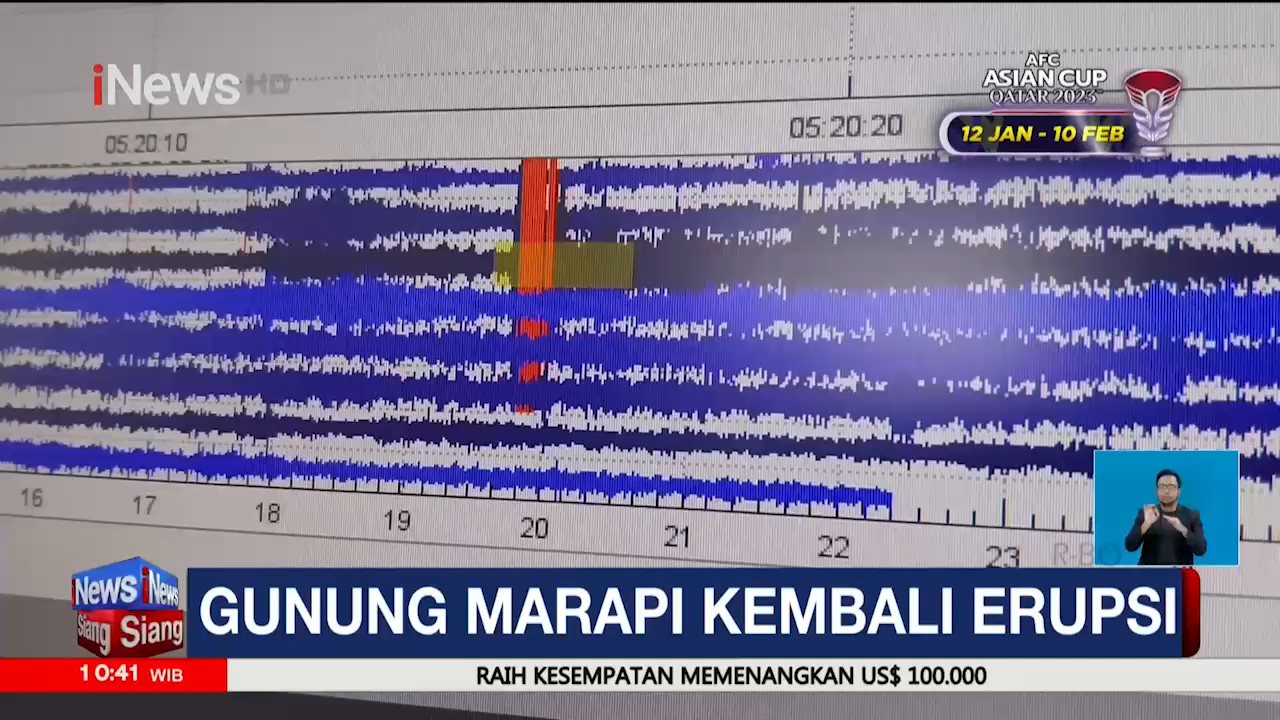 iNews HD
AFC
ASIAN CUP
QATAR 2023
12 JAN - 10 FEB
05:20:10
05:20:20
16
17
18
19
20
21
22
23
R-BO
News iNews
Siang Siang
GUNUNG MARAPI KEMBALI ERUPSI
10:41 WIB
RAIH KESEMPATAN MEMENANGKAN US$ 100.000